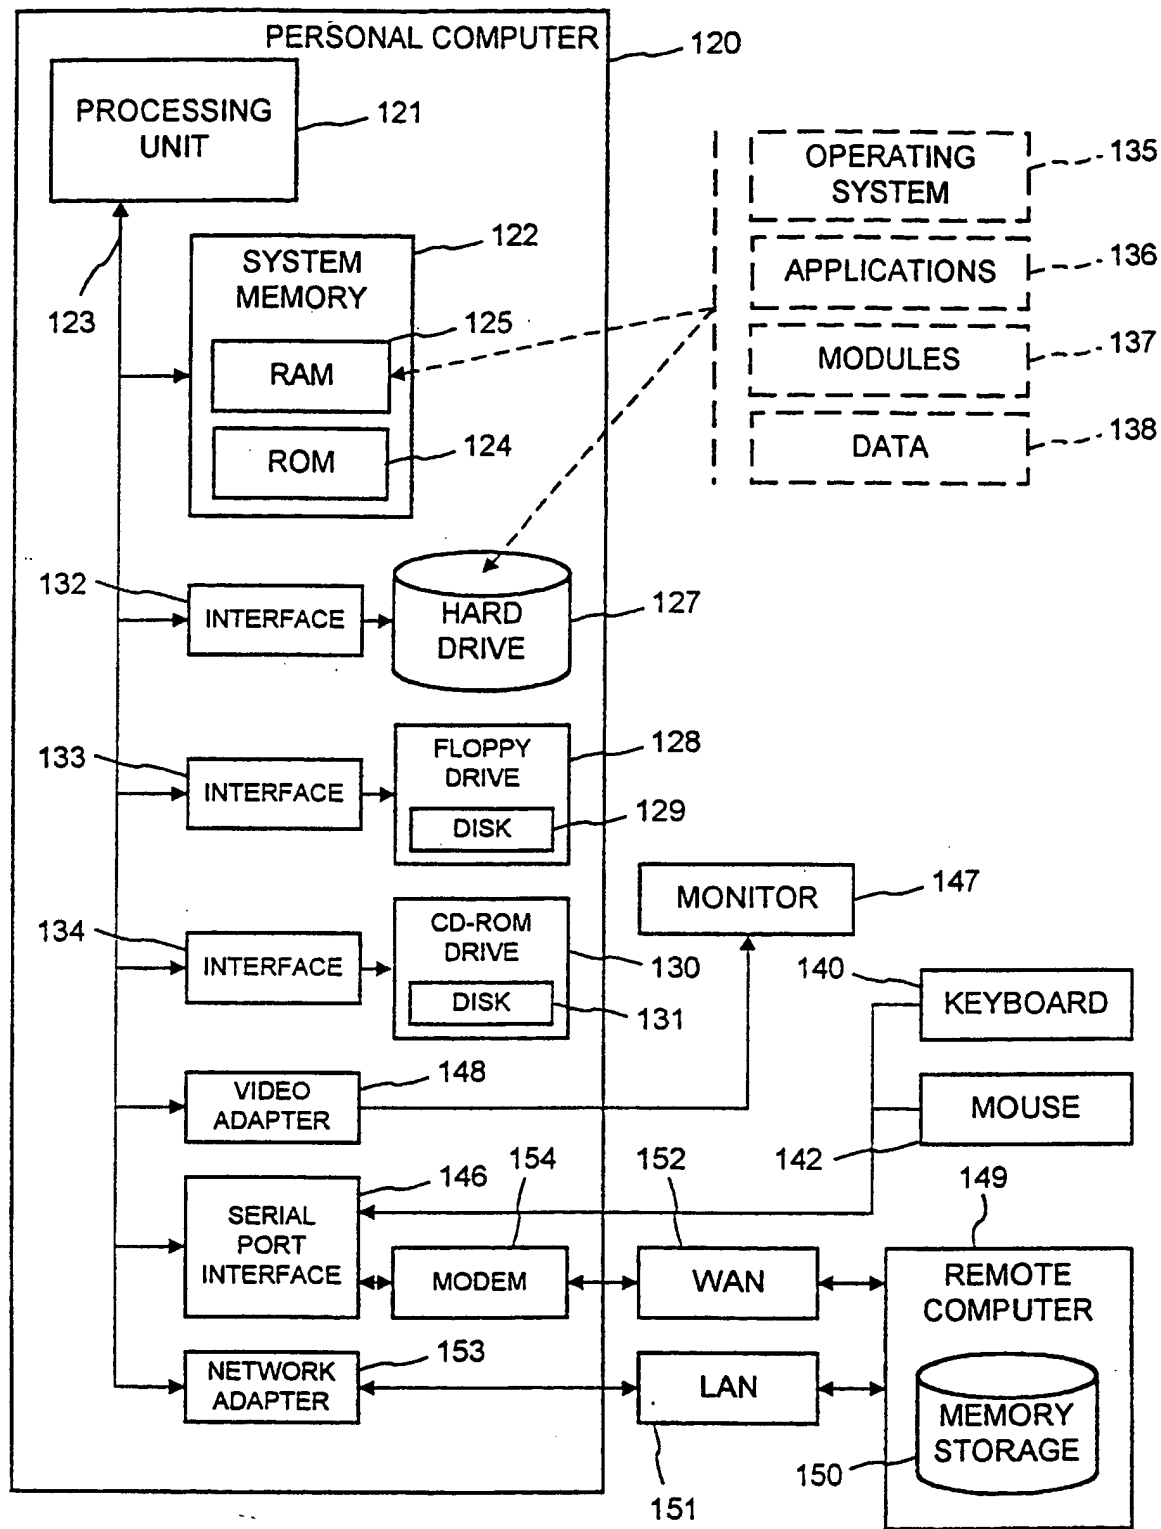 PERSONAL COMPUTER
120
PROCESSING
UNIT
121
123
SYSTEM
MEMORY
122
RAM
125
ROM
124
OPERATING
SYSTEM
135
APPLICATIONS
136
MODULES
137
DATA
138
132
INTERFACE
HARD
DRIVE
127
133
INTERFACE
FLOPPY
DRIVE
128
DISK
129
134
INTERFACE
CD-ROM
DRIVE
130
DISK
131
MONITOR
147
140
KEYBOARD
MOUSE
142
VIDEO
ADAPTER
148
146
SERIAL
PORT
INTERFACE
154
MODEM
152
WAN
149
REMOTE
COMPUTER
NETWORK
ADAPTER
153
LAN
151
MEMORY
STORAGE
150